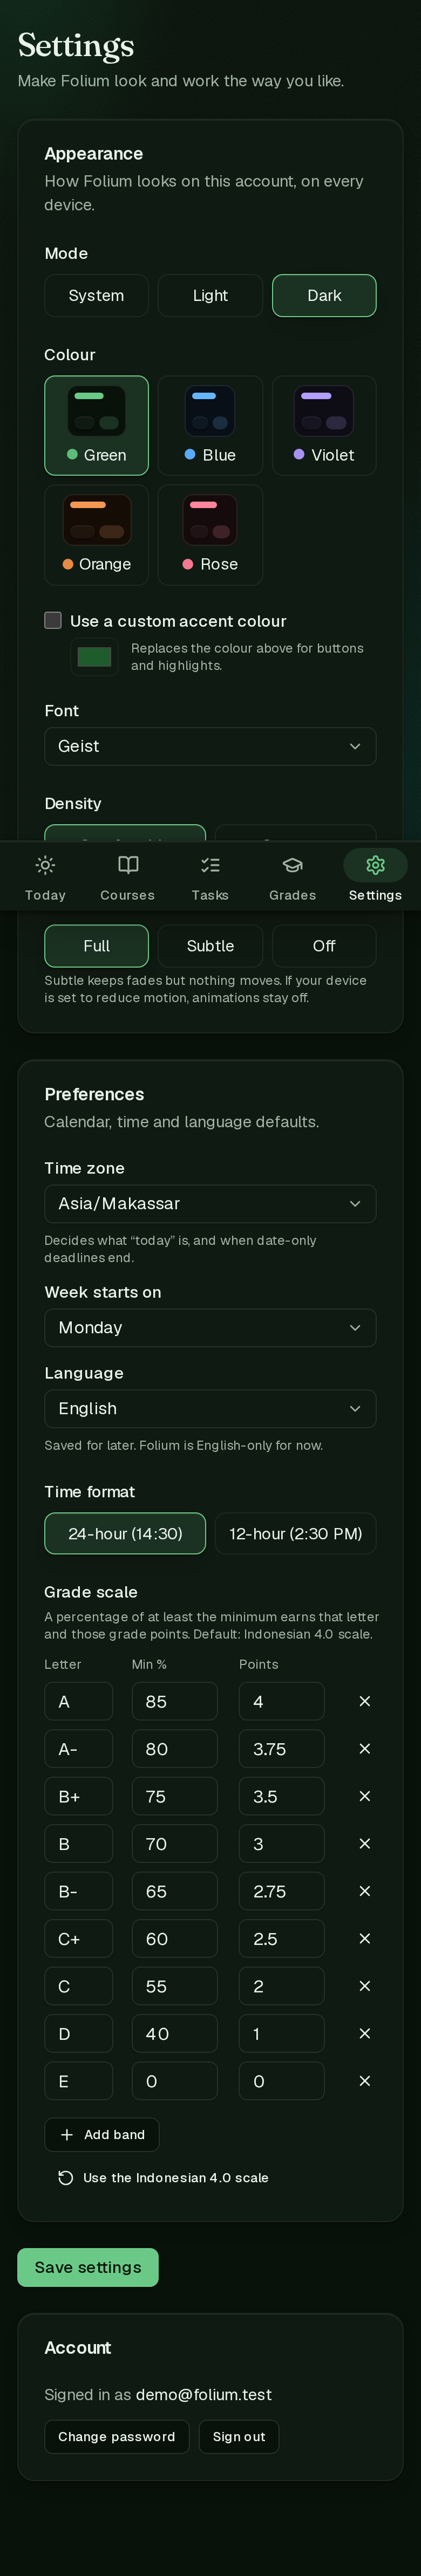 Settings
Make Folium look and work the way you like.
Appearance
How Folium looks on this account, on every
device.
Mode
System
Light
Dark
Colour
Green
Blue
Violet
Orange
Rose
Use a custom accent colour
Replaces the colour above for buttons
and highlights.
Font
Geist
Density
Today
Courses
Tasks
Grades
Settings
Full
Subtle
Off
Subtle keeps fades but nothing moves. If your device
is set to reduce motion, animations stay off.
Preferences
Calendar, time and language defaults.
Time zone
Asia/Makassar
Decides what “today” is, and when date-only
deadlines end.
Week starts on
Monday
Language
English
Saved for later. Folium is English-only for now.
Time format
24-hour (14:30)
12-hour (2:30 PM)
Grade scale
A percentage of at least the minimum earns that letter
and those grade points. Default: Indonesian 4.0 scale.
Letter Min % Points
A 85 4
A- 80 3.75
B+ 75 3.5
B 70 3
B- 65 2.75
C+ 60 2.5
C 55 2
D 40 1
E 0 0
Add band
Use the Indonesian 4.0 scale
Save settings
Account
Signed in as demo@folium.test
Change password
Sign out